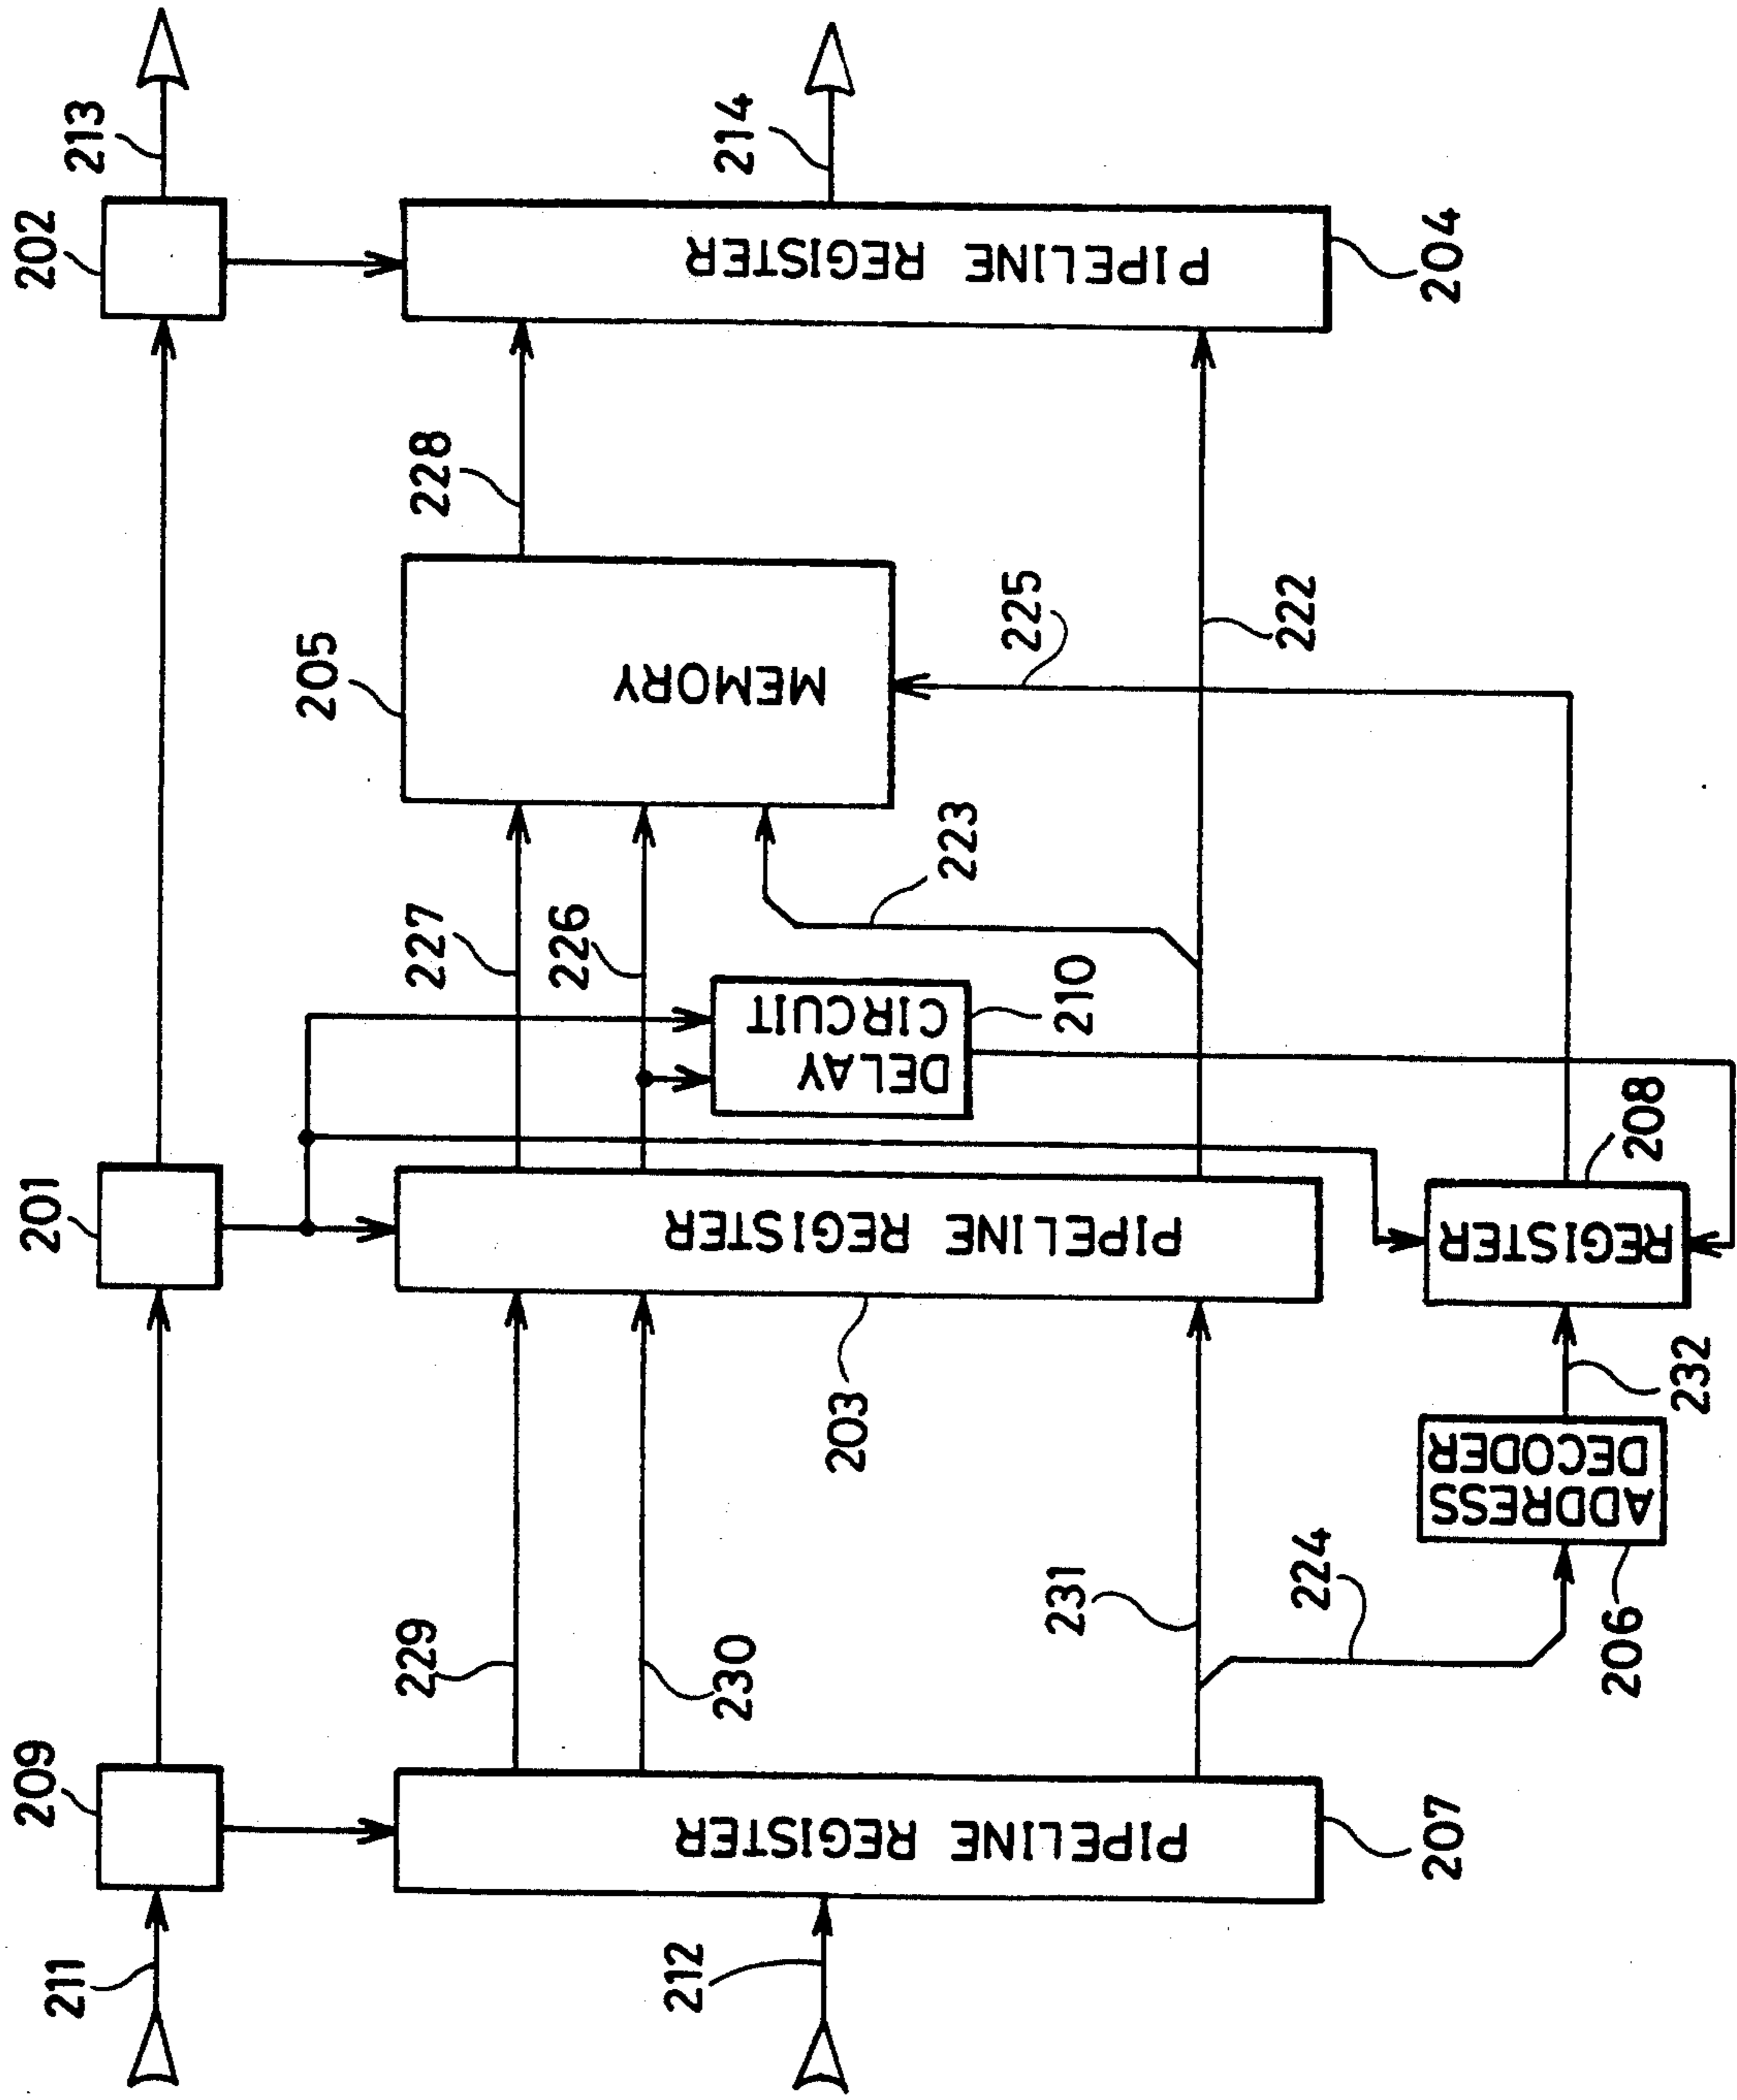 211
209
201
202
213
212
PIPELINE REGISTER
207
229
230
231
224
ADDRESS
DECODER
206
232
PIPELINE REGISTER
203
REGISTER
208
DELAY
CIRCUIT
210
227
226
223
MEMORY
205
225
222
228
PIPELINE REGISTER
204
214